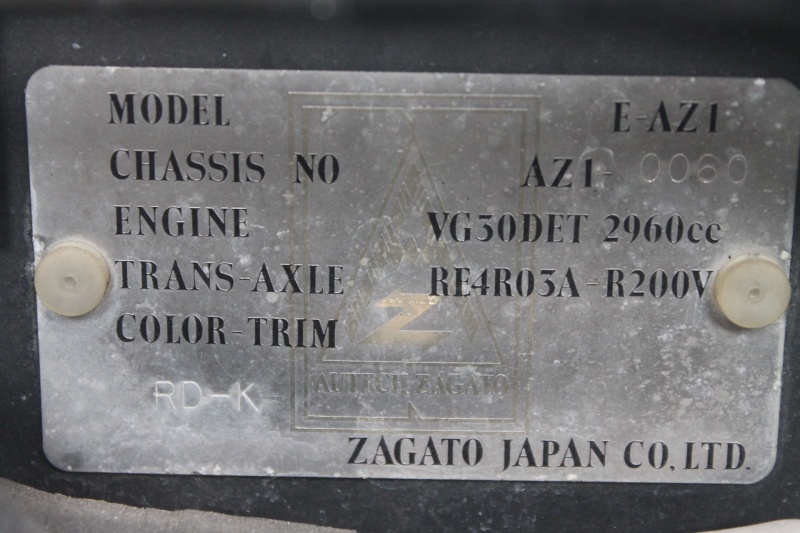 MODEL E-AZ1
CHASSIS NO AZ1- 0060
ENGINE VG30DET 2960cc
TRANS-AXLE RE4R03A-R200V
COLOR-TRIM
Z
AUTECH ZAGATO
RD-K-
ZAGATO JAPAN CO,LTD.